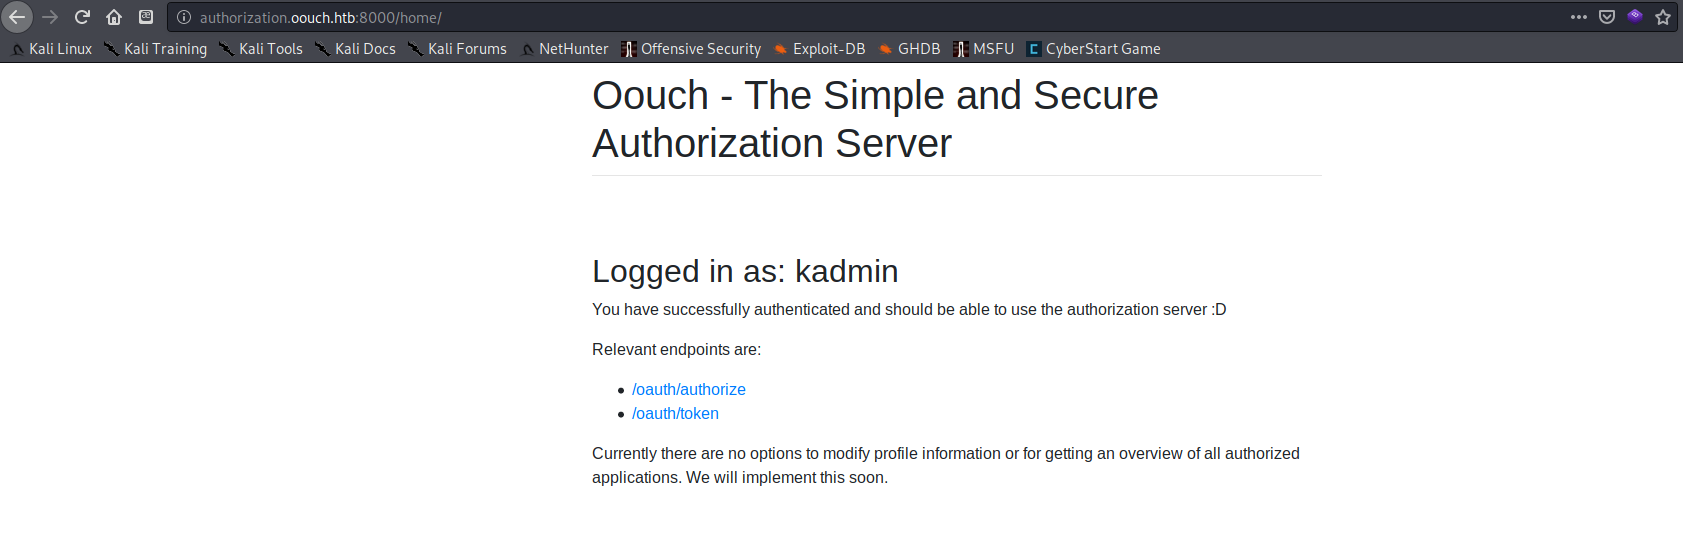 authorization.oouch.htb:8000/home/
Kali Linux Kali Training Kali Tools Kali Docs Kali Forums NetHunter Offensive Security Exploit-DB GHDB MSFU CyberStart Game
Oouch - The Simple and Secure
Authorization Server
Logged in as: kadmin
You have successfully authenticated and should be able to use the authorization server :D
Relevant endpoints are:
/oauth/authorize
/oauth/token
Currently there are no options to modify profile information or for getting an overview of all authorized
applications. We will implement this soon.